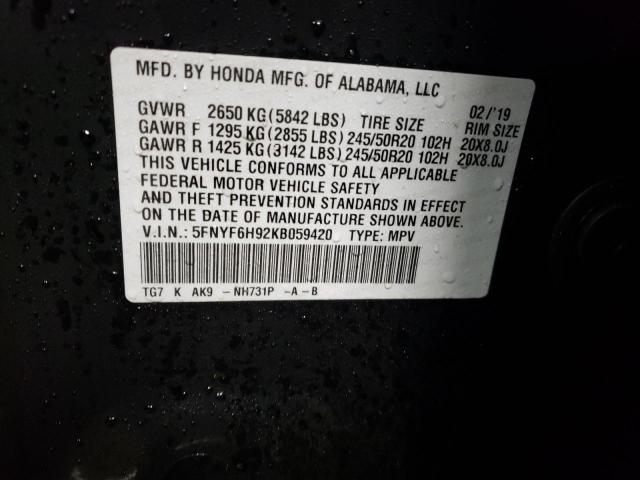 MFD. BY HONDA MFG. OF ALABAMA, LLC
GVWR 2650 KG(5842 LBS) TIRE SIZE 02/'19 RIM SIZE
GAWR F 1295 KG(2855 LBS) 245/50R20 102H 20X8.0J
GAWR R 1425 KG(3142 LBS) 245/50R20 102H 20X8.0J
THIS VEHICLE CONFORMS TO ALL APPLICABLE
FEDERAL MOTOR VEHICLE SAFETY
AND THEFT PREVENTION STANDARDS IN EFFECT
ON THE DATE OF MANUFACTURE SHOWN ABOVE.
V.I.N.: 5FNYF6H92KB059420 TYPE: MPV
TG7 K AK9 -NH731P -A-B